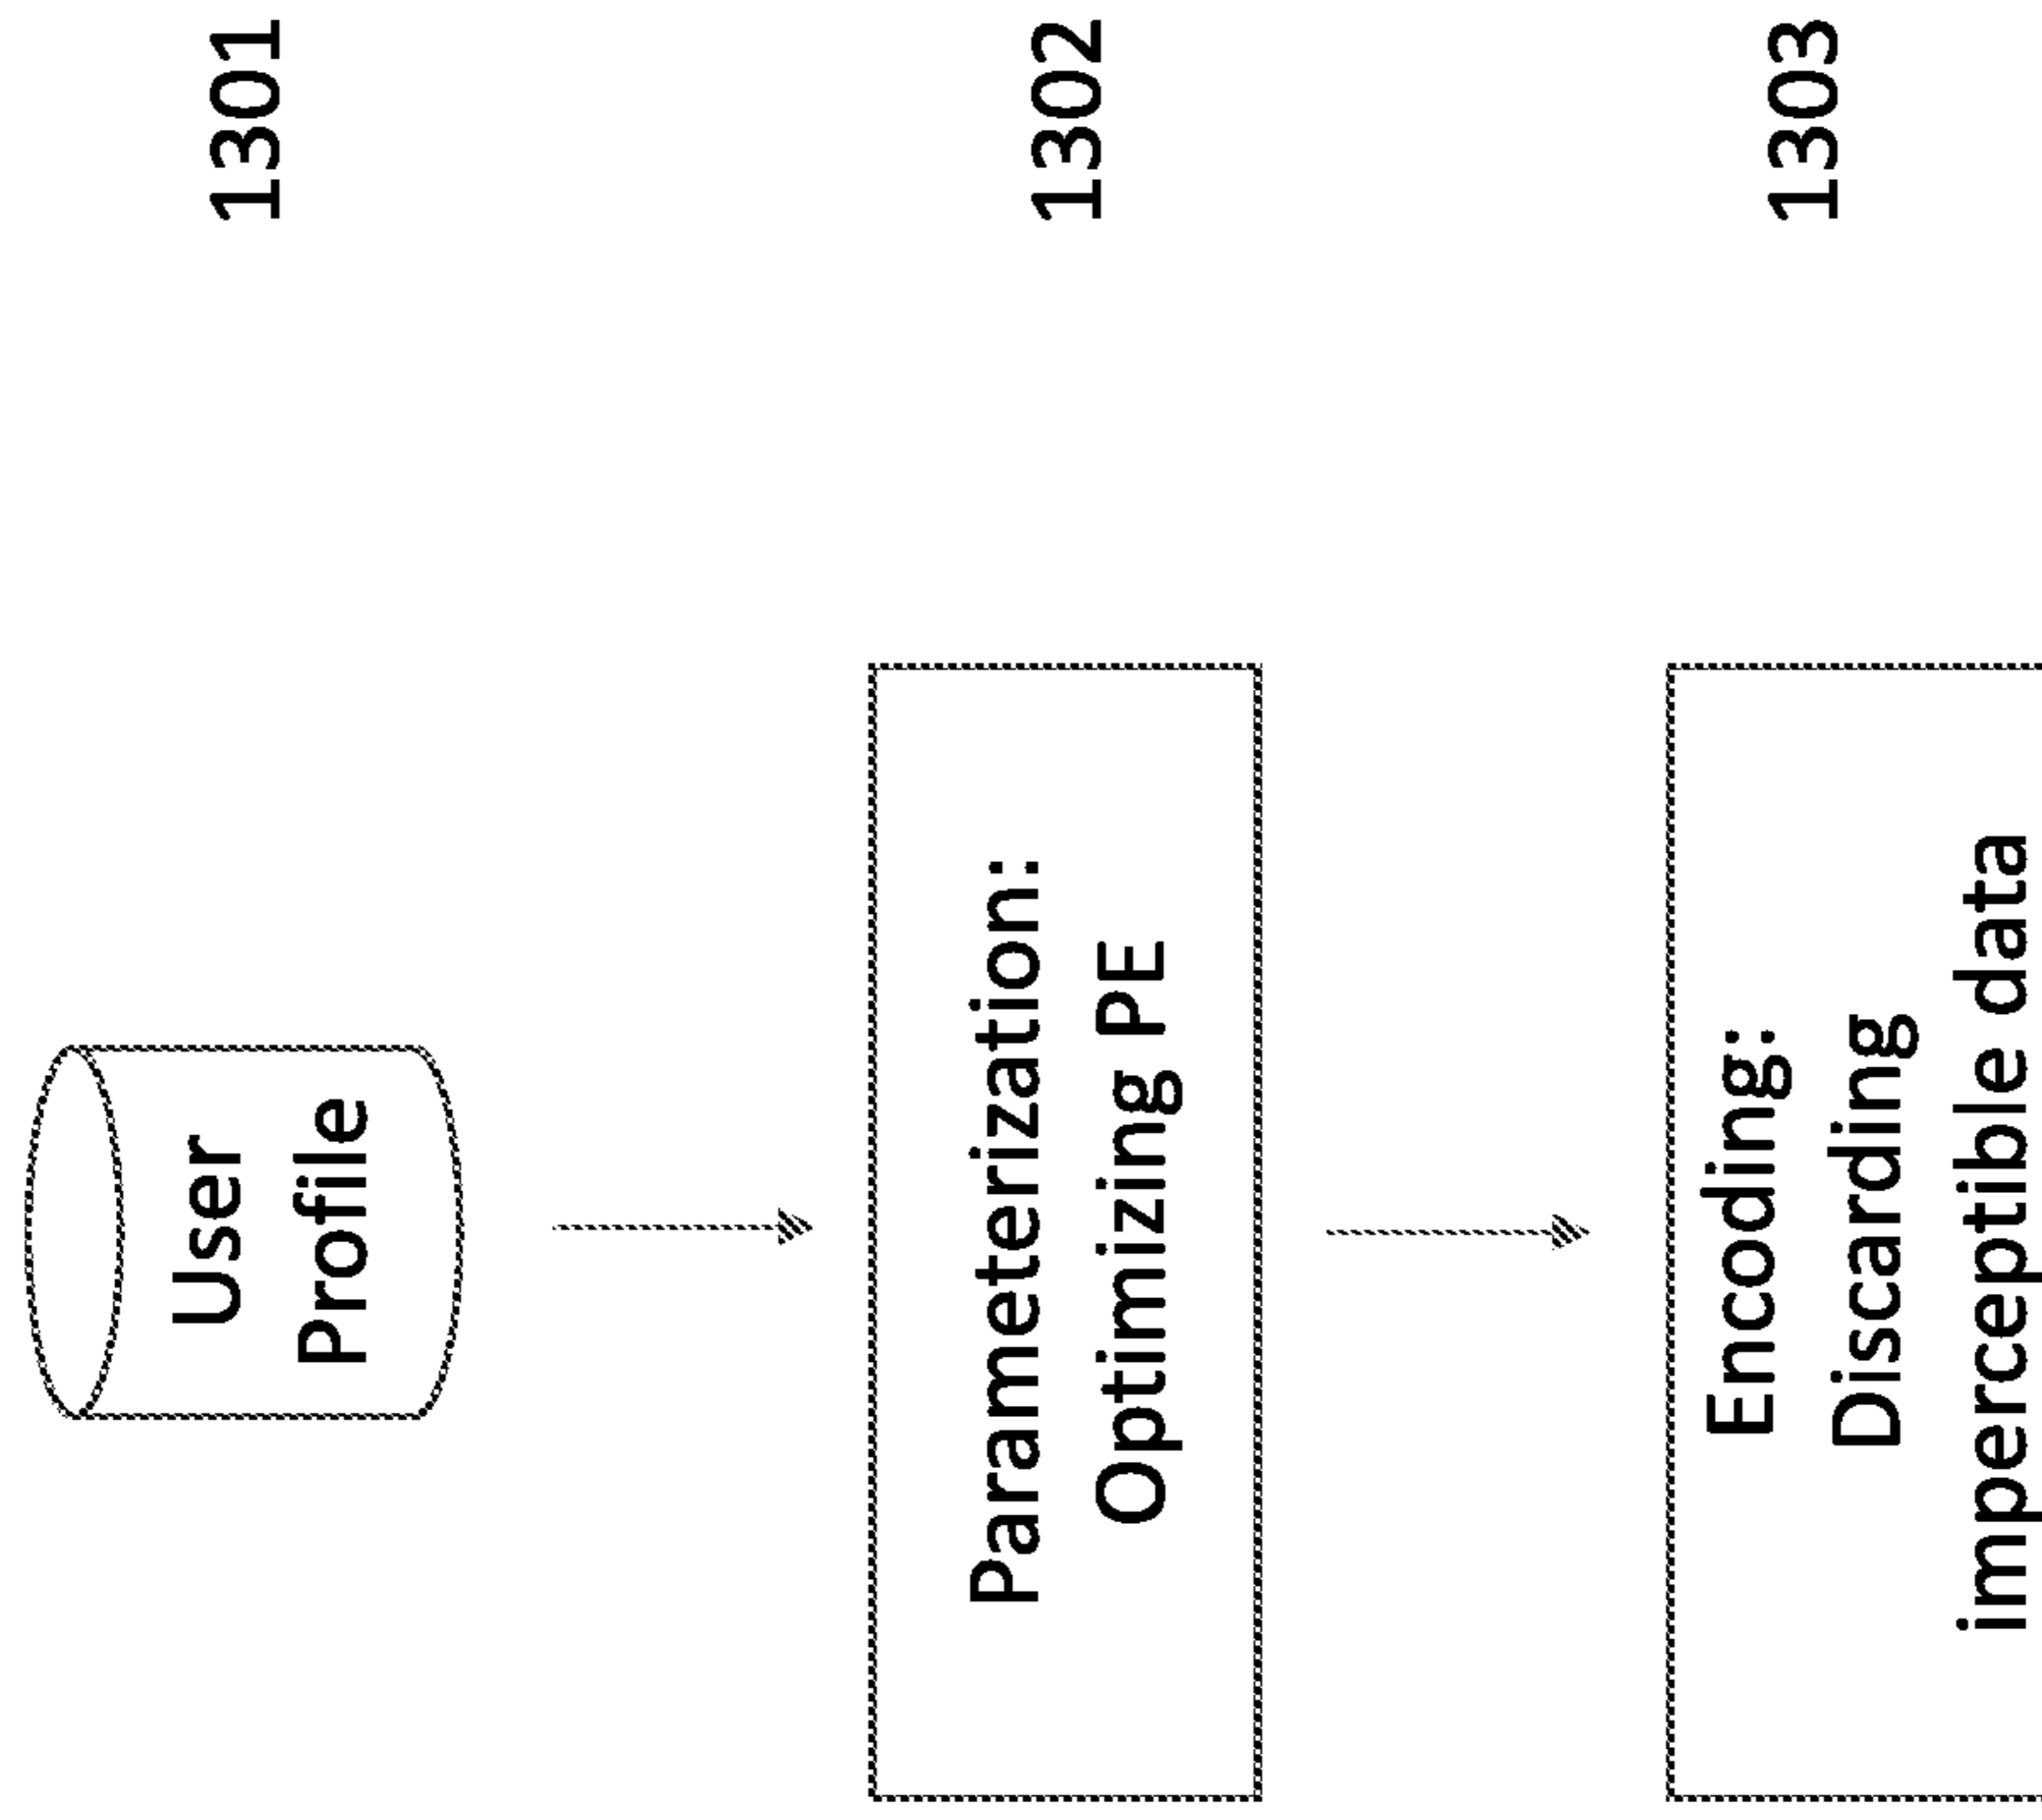 User
Profile
1301
Parameterization:
Optimizing PE
1302
Encoding:
Discarding
imperceptible data
1303